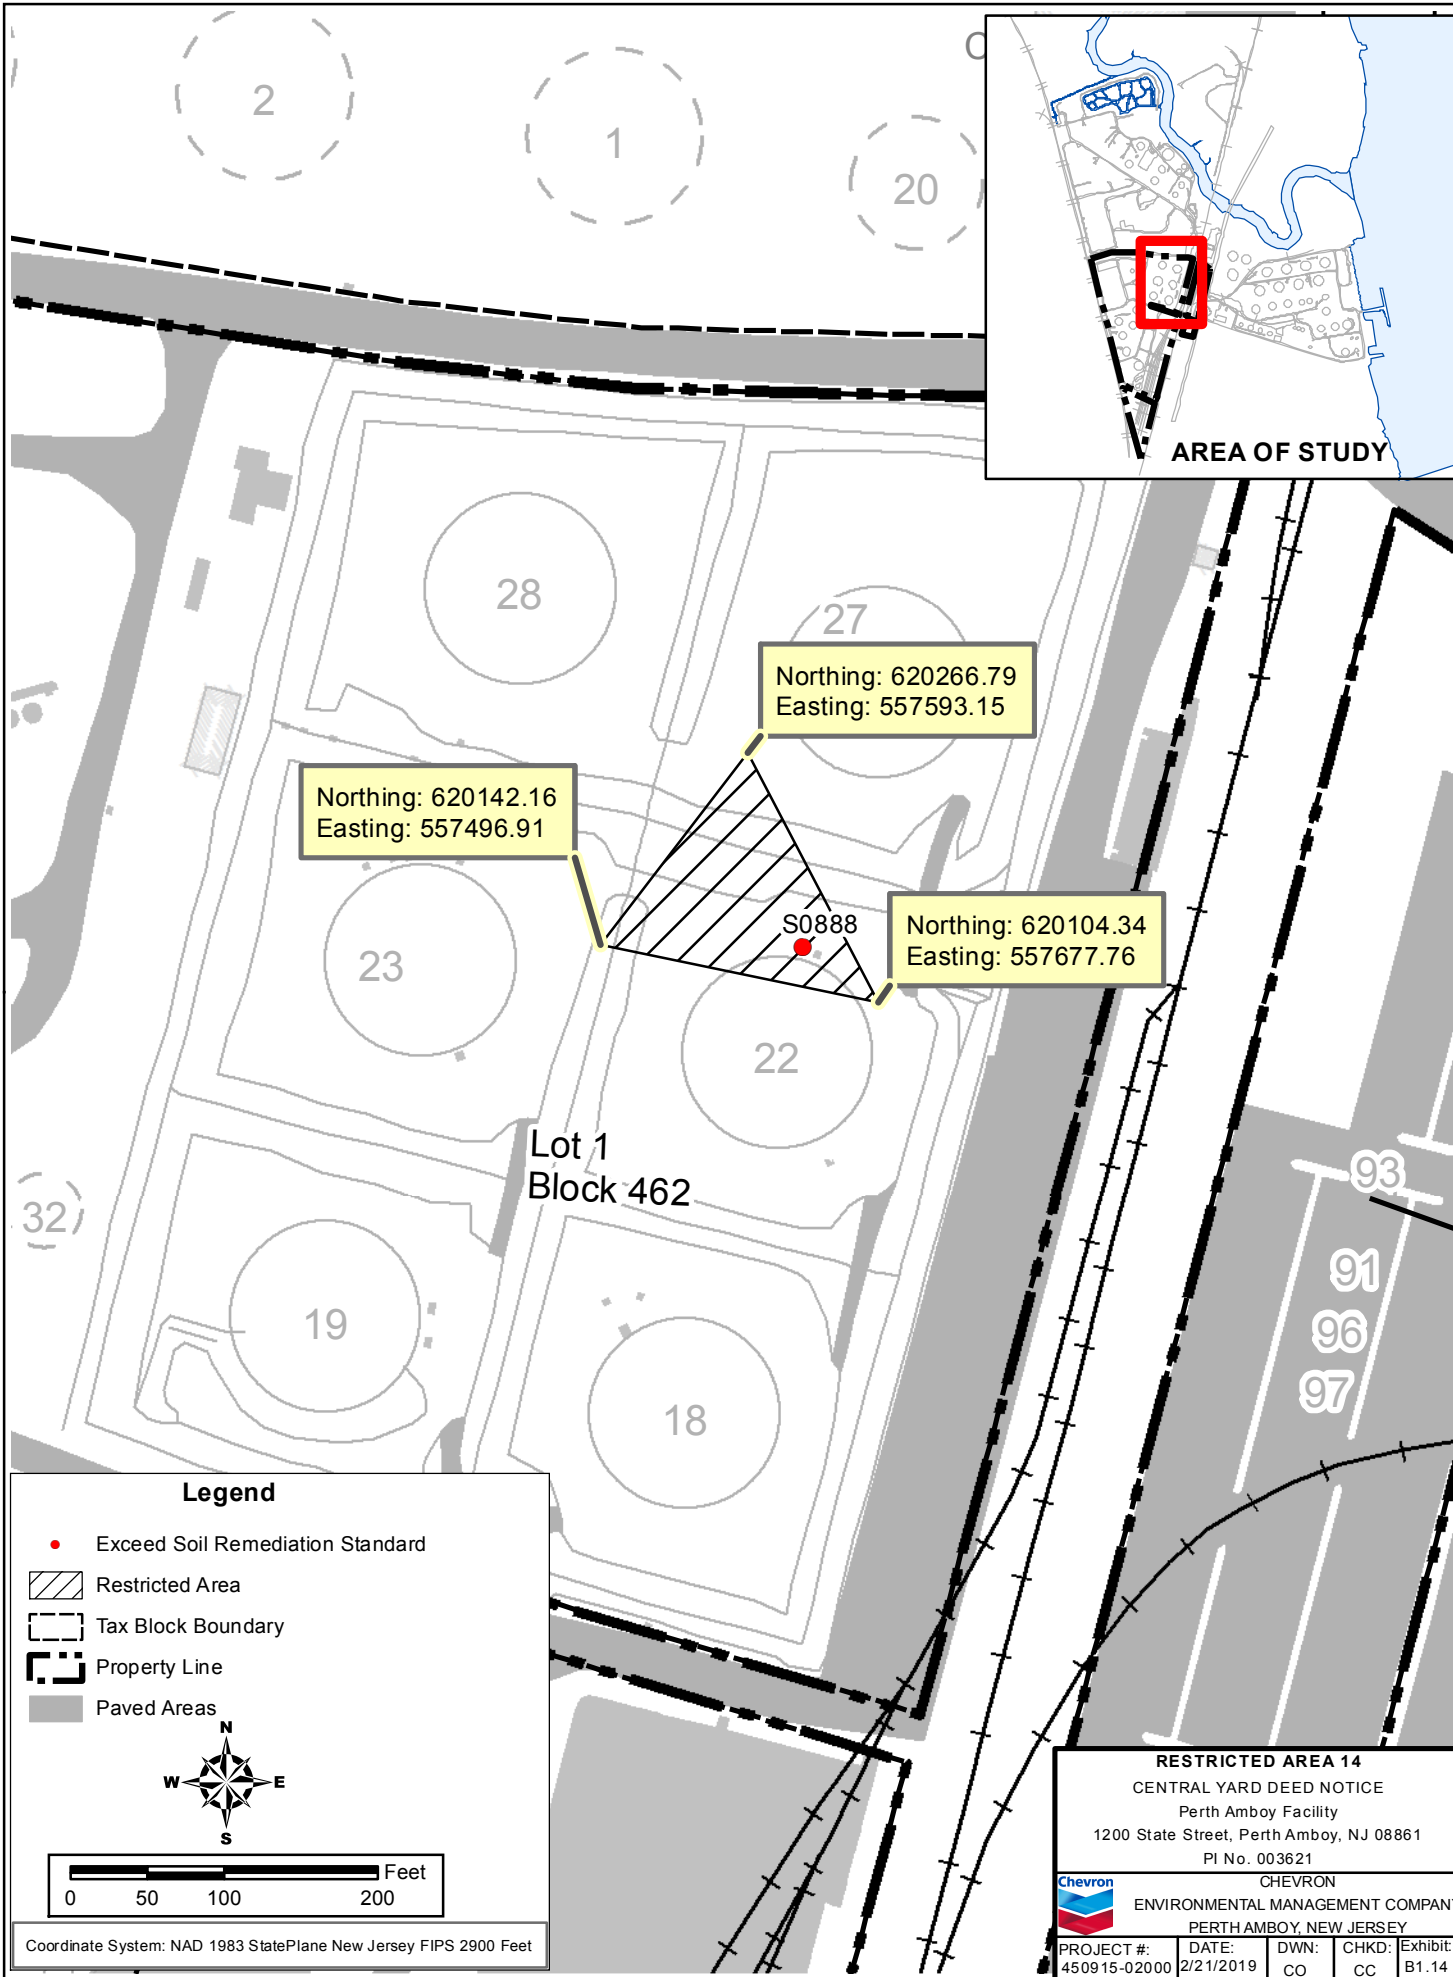 2
1
20
AREA OF STUDY
28
27
Northing: 620266.79
Easting: 557593.15
Northing: 620142.16
Easting: 557496.91
S0888
Northing: 620104.34
Easting: 557677.76
23
22
Lot 1
Block 462
32
93
91
96
97
19
18
Legend
Exceed Soil Remediation Standard
Restricted Area
Tax Block Boundary
Property Line
Paved Areas
N
W E
S
Feet
0 50 100 200
Coordinate System: NAD 1983 StatePlane New Jersey FIPS 2900 Feet
RESTRICTED AREA 14
CENTRAL YARD DEED NOTICE
Perth Amboy Facility
1200 State Street, Perth Amboy, NJ 08861
PI No. 003621
Chevron
CHEVRON
ENVIRONMENTAL MANAGEMENT COMPANY
PERTH AMBOY, NEW JERSEY
PROJECT #: DATE: DWN: CHKD: Exhibit:
450915-02000 2/21/2019 CO CC B1.14